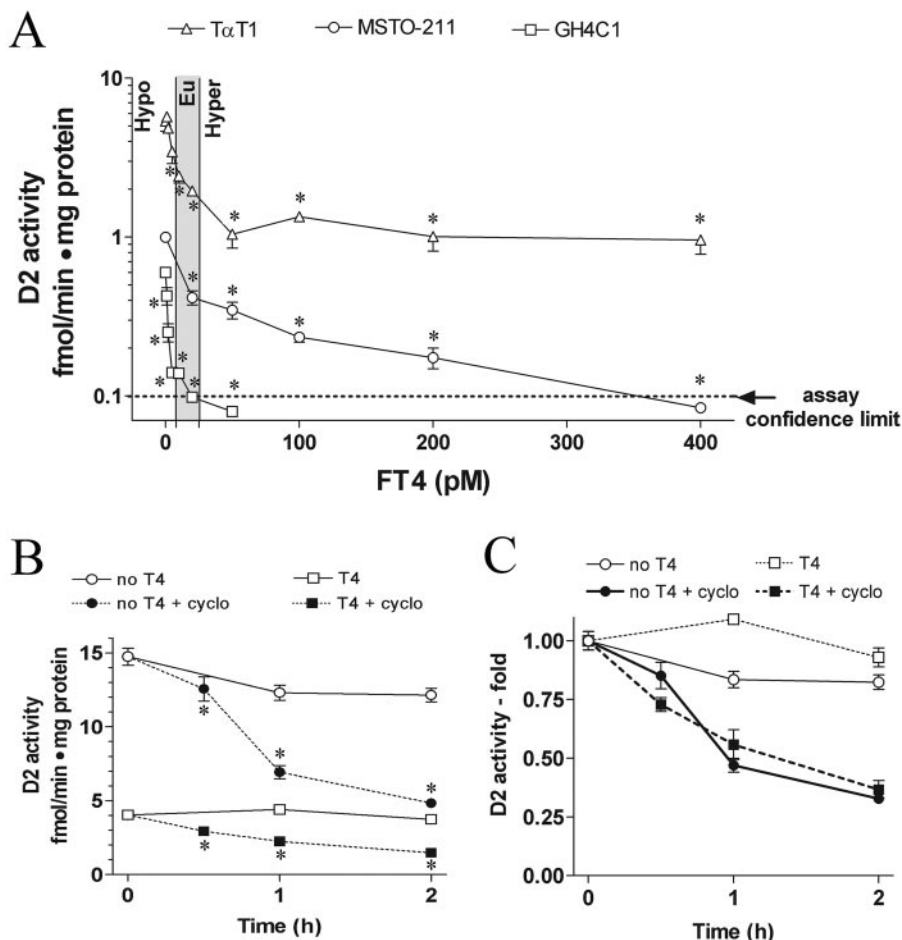 A
TαT1 MSTO-211 GH4C1
Hypo Eu Hyper
D2 activity
fmol/min • mg protein
10
1
0.1
assay
confidence limit
* * * * * * *
* * * * *
* * * * * *
0 100 200 300 400
FT4 (pM)
B
no T4 T4
no T4 + cyclo T4 + cyclo
D2 activity
fmol/min • mg protein
15
10
5
0
* * *
* * *
0 1 2
Time (h)
C
no T4 T4
no T4 + cyclo T4 + cyclo
D2 activity - fold
1.00
0.75
0.50
0.25
0.00
0 1 2
Time (h)